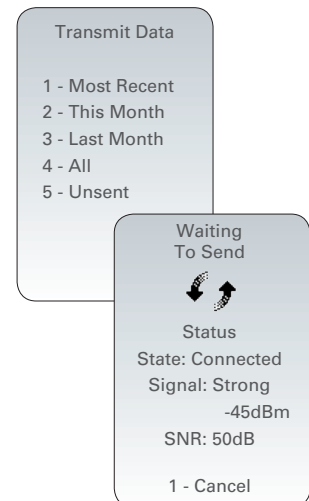 Transmit Data
1 - Most Recent
2 - This Month
3 - Last Month
4 - All
5 - Unsent
Waiting
To Send
Status
State: Connected
Signal: Strong
-45dBm
SNR: 50dB
1 - Cancel